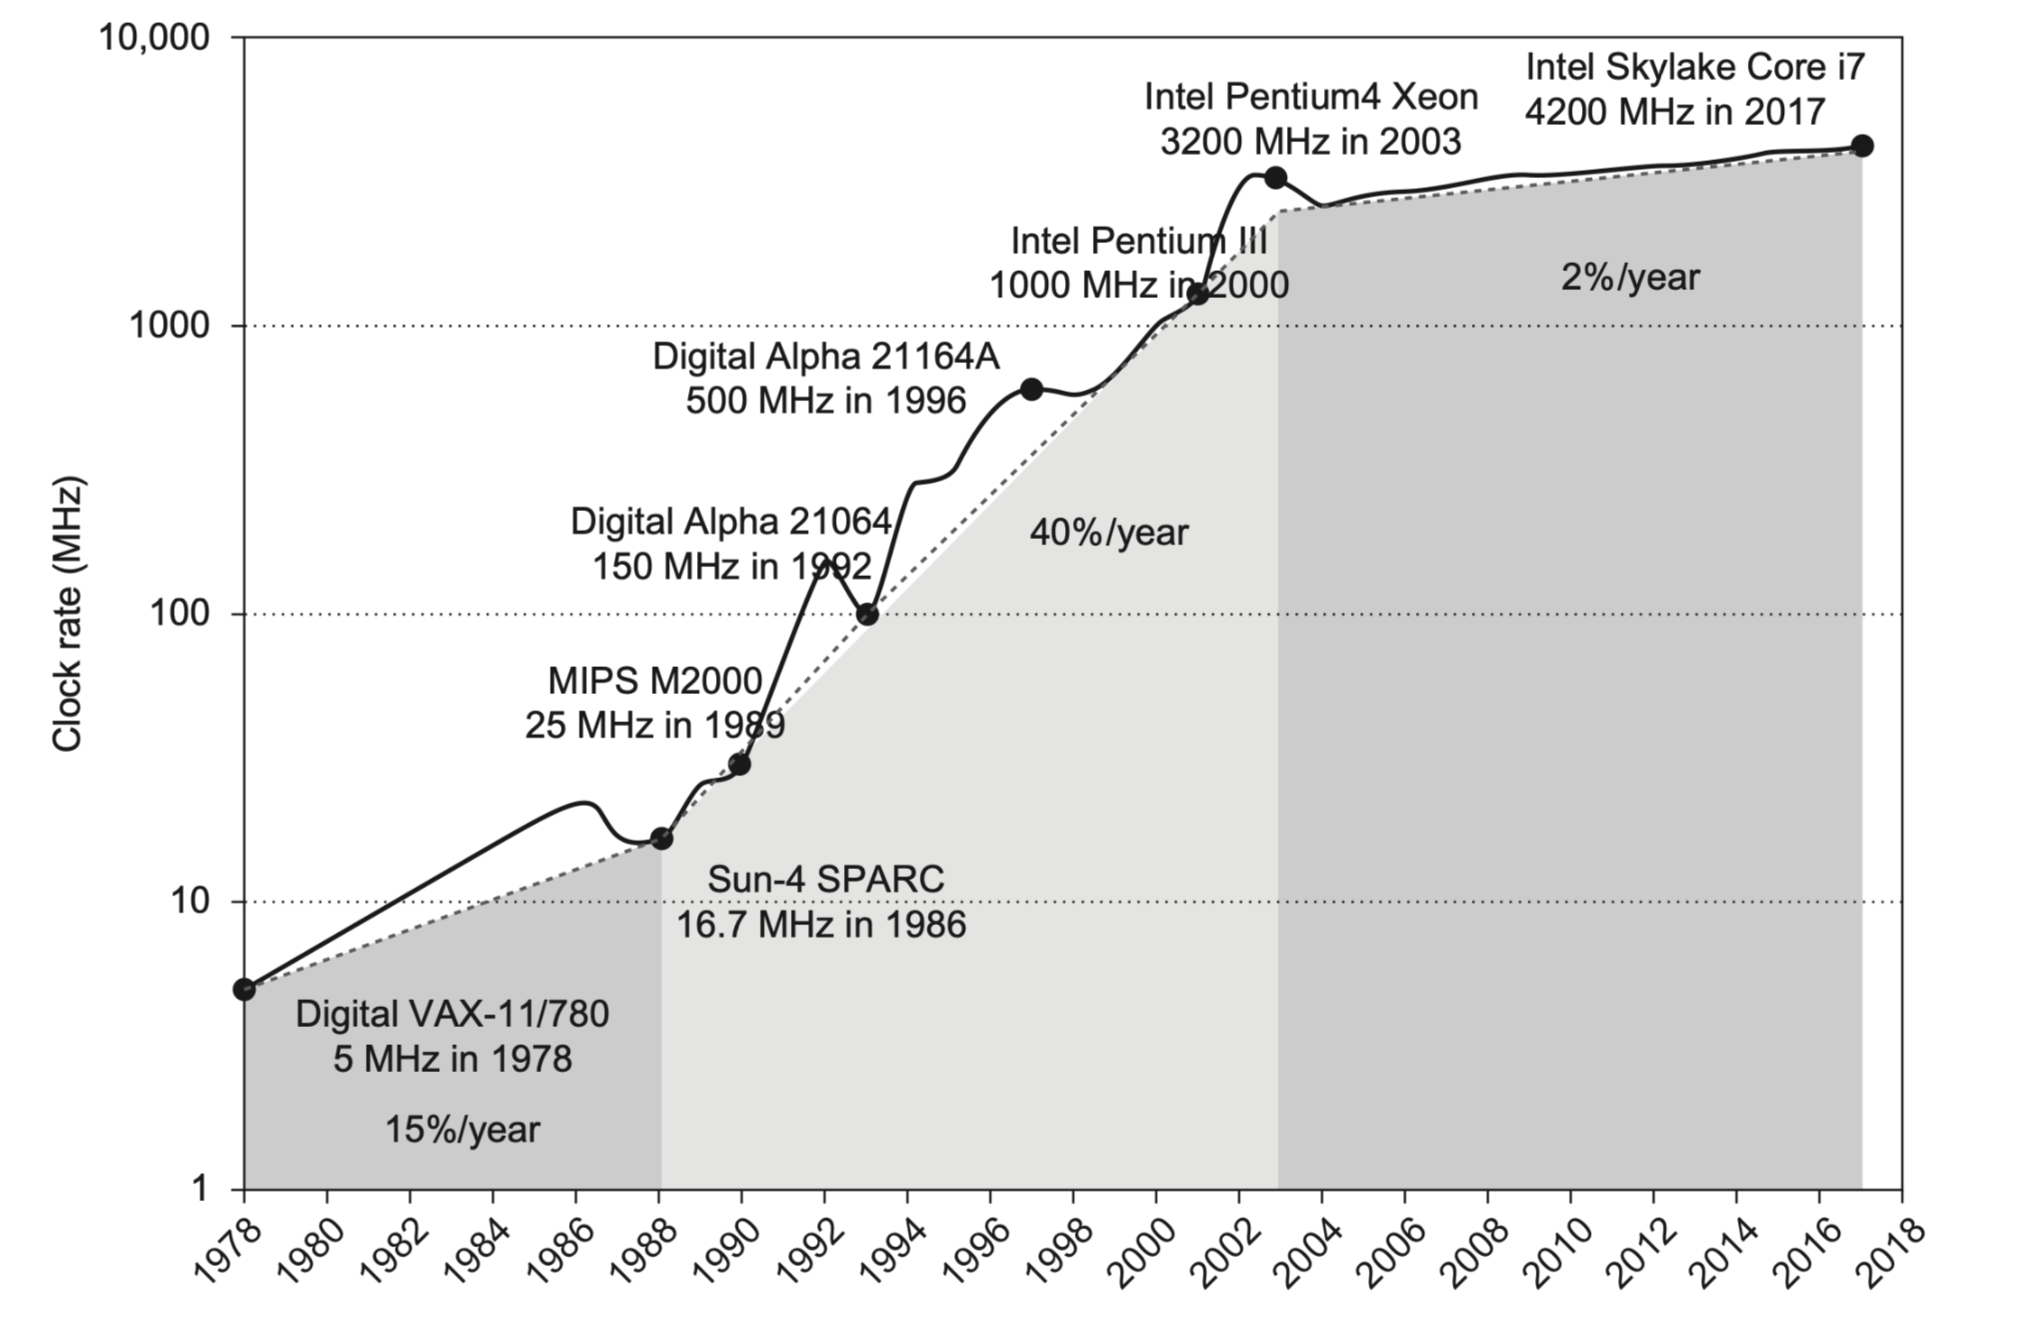 10,000
Intel Skylake Core i7
4200 MHz in 2017
Intel Pentium4 Xeon
3200 MHz in 2003
Intel Pentium III
1000 MHz in 2000
2%/year
1000
Digital Alpha 21164A
500 MHz in 1996
Clock rate (MHz)
Digital Alpha 21064
150 MHz in 1992
40%/year
100
MIPS M2000
25 MHz in 1989
Sun-4 SPARC
16.7 MHz in 1986
10
Digital VAX-11/780
5 MHz in 1978
15%/year
1
1978 1980 1982 1984 1986 1988 1990 1992 1994 1996 1998 2000 2002 2004 2006 2008 2010 2012 2014 2016 2018